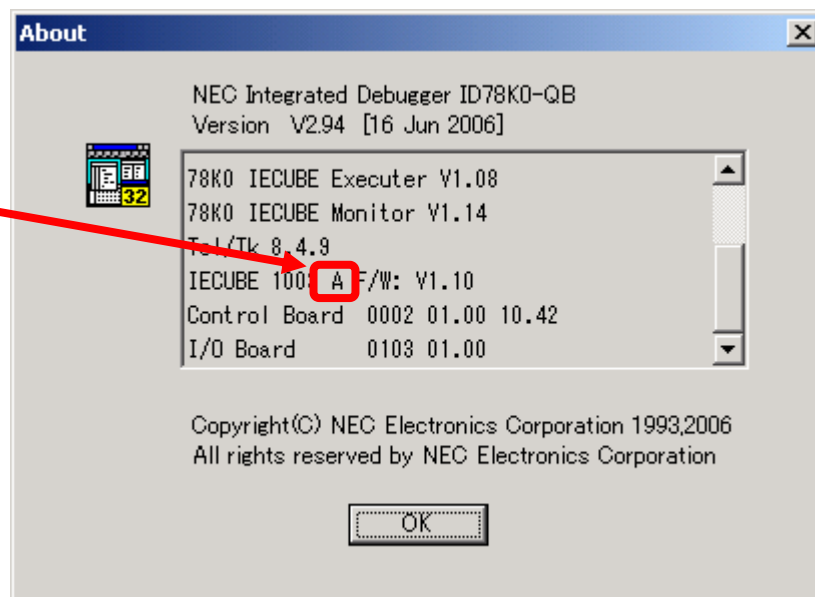 About
NEC Integrated Debugger ID78K0-QB
Version V2.94 [16 Jun 2006]
32
78K0 IECUBE Executer V1.08
78K0 IECUBE Monitor V1.14
Tcl/Tk 8.4.9
IECUBE A F/W: V1.10
Control Board 0002 01.00 10.42
I/O Board 0103 01.00
Copyright(C) NEC Electronics Corporation 1993,2006
All rights reserved by NEC Electronics Corporation
OK